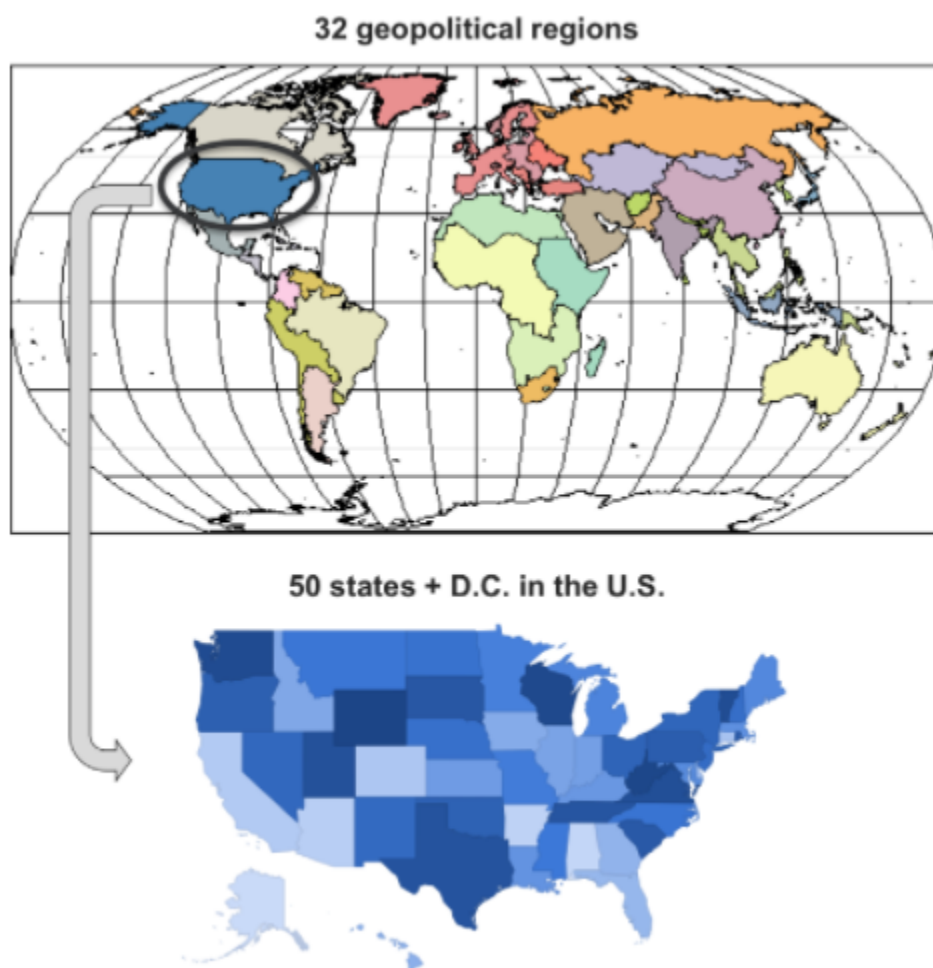 32 geopolitical regions
50 states + D.C. in the U.S.